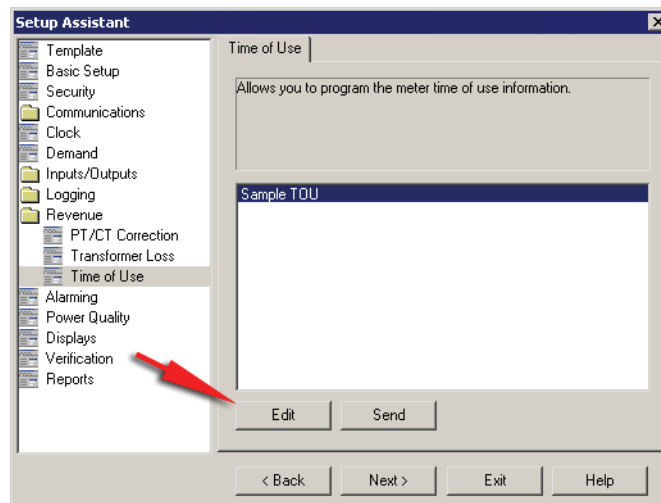 Setup Assistant
Template
Basic Setup
Security
Communications
Clock
Demand
Inputs/Outputs
Logging
Revenue
PT/CT Correction
Transformer Loss
Time of Use
Alarming
Power Quality
Displays
Verification
Reports
Time of Use
Allows you to program the meter time of use information.
Sample TOU
Edit Send
< Back Next > Exit Help